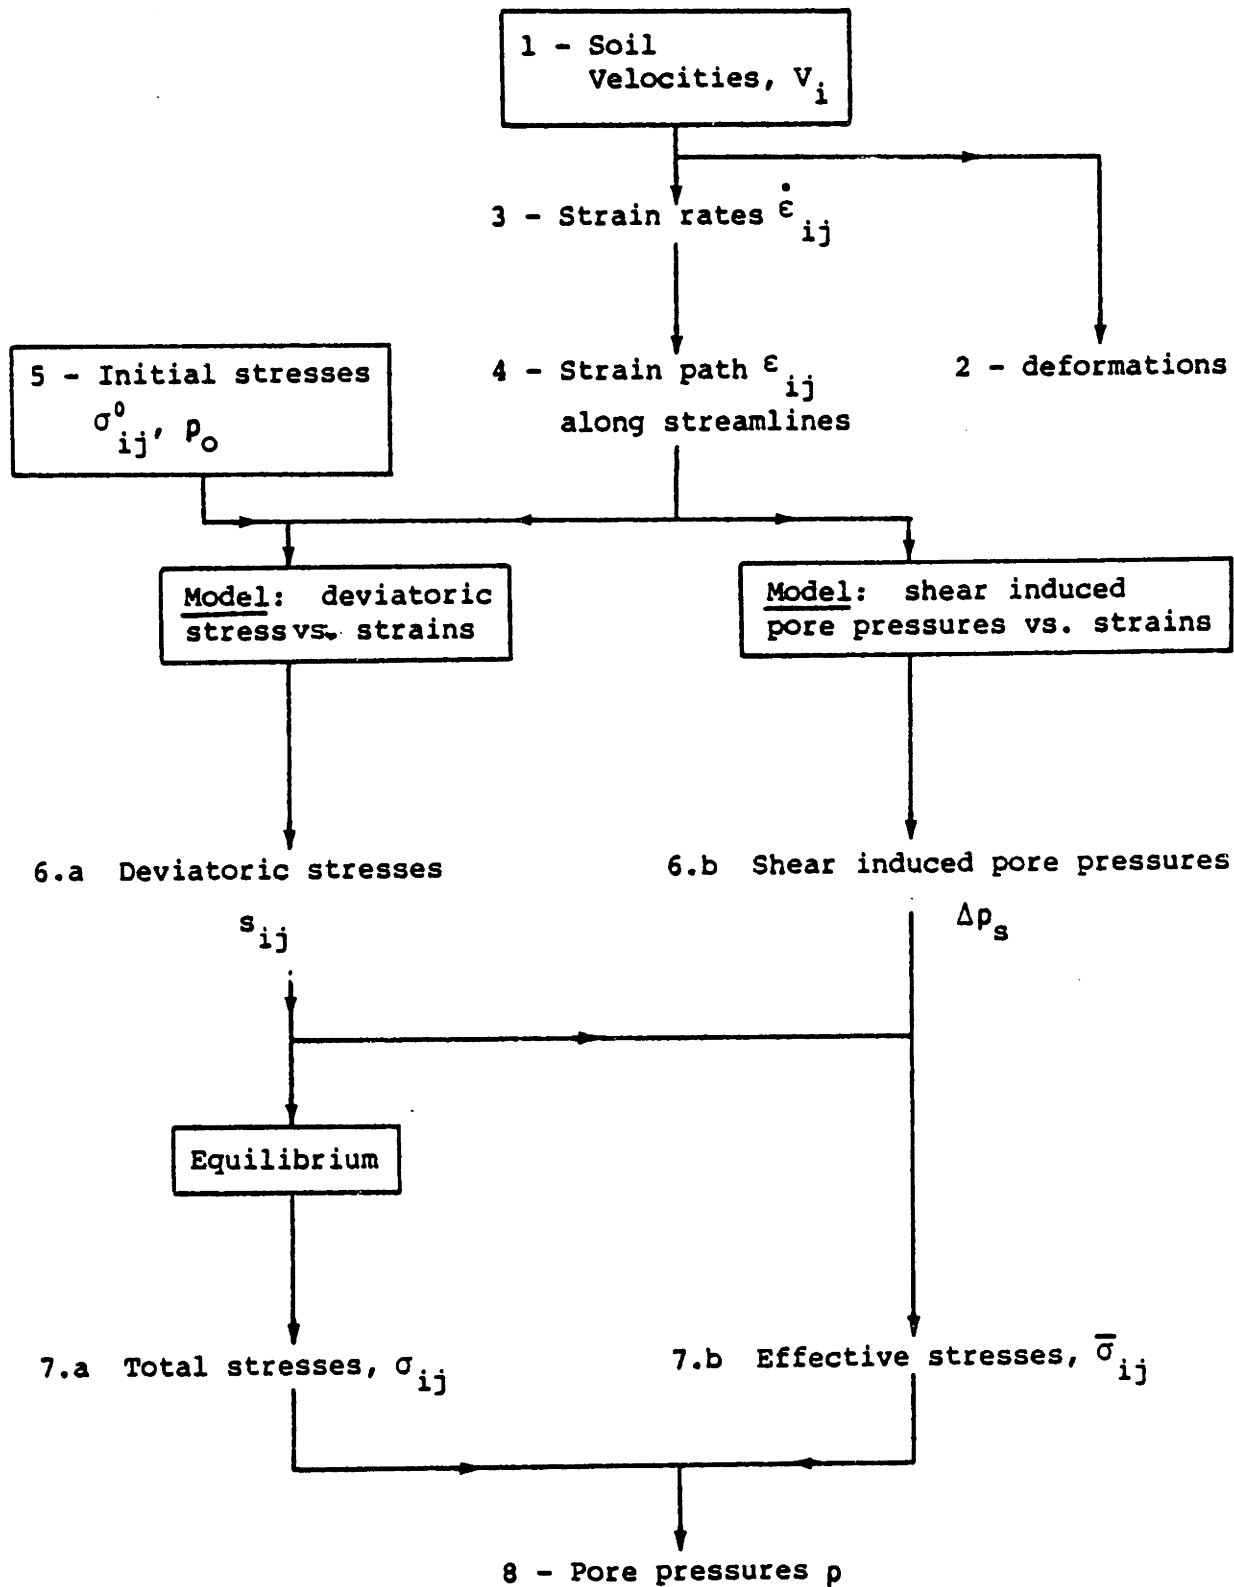 1 - Soil
Velocities, V_i
3 - Strain rates ε̇_ij
5 - Initial stresses
σ⁰_ij, p_o
4 - Strain path ε_ij
along streamlines
2 - deformations
Model: deviatoric
stress vs. strains
Model: shear induced
pore pressures vs. strains
6.a Deviatoric stresses
s_ij
6.b Shear induced pore pressures
Δp_s
Equilibrium
7.a Total stresses, σ_ij
7.b Effective stresses, σ̅_ij
8 - Pore pressures p